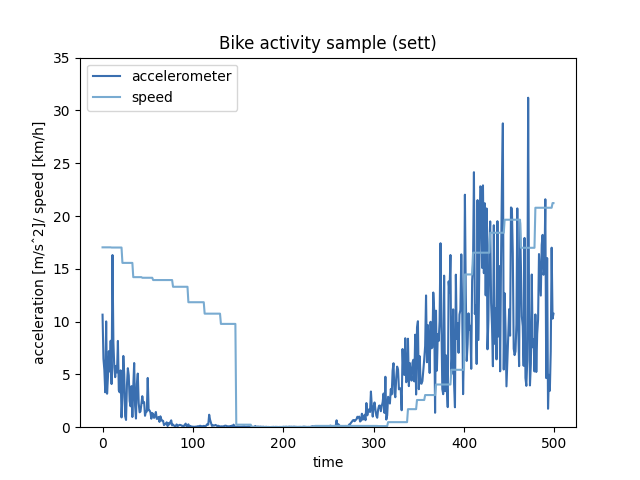 Bike activity sample (sett)
accelerometer
speed
acceleration [m/s^2]/ speed [km/h]
35
30
25
20
15
10
5
0
0 100 200 300 400 500
time